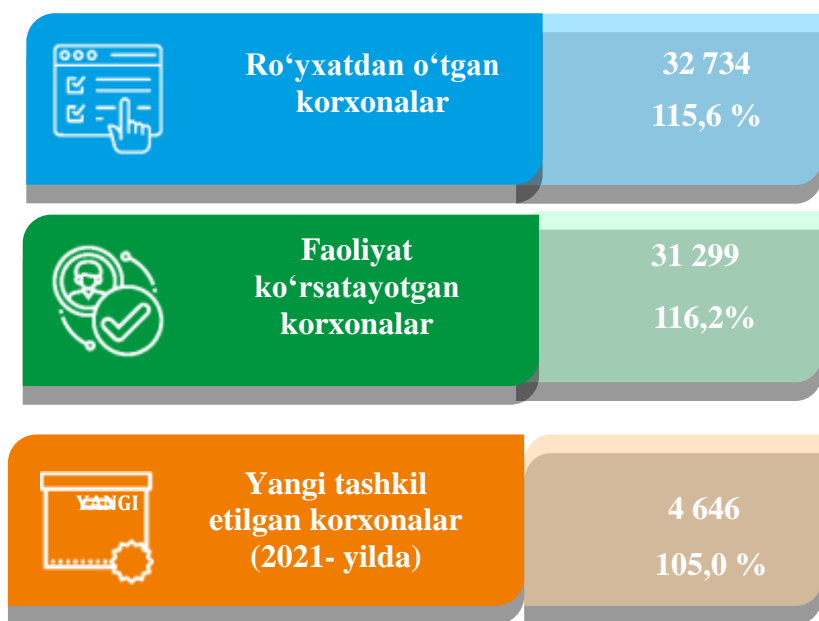 Ro‘yxatdan o‘tgan
korxonalar
32 734
115,6 %
Faoliyat
ko‘rsatayotgan
korxonalar
31 299
116,2%
YANGI
Yangi tashkil
etilgan korxonalar
(2021- yilda)
4 646
105,0 %